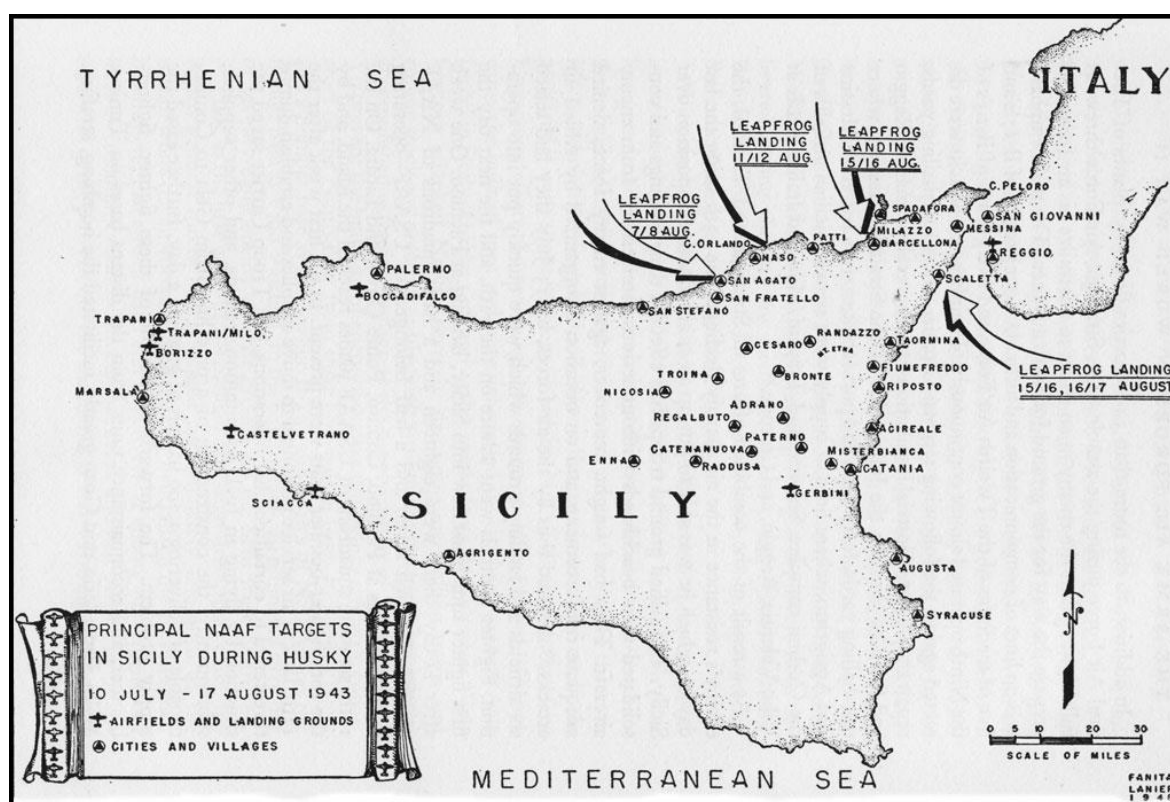 TYRRHENIAN SEA
ITALY
LEAPFROG
LANDING
11/12 AUG.
LEAPFROG
LANDING
15/16 AUG.
LEAPFROG
LANDING
7/8 AUG.
C. PELORO
SPADAFORA
SAN GIOVANNI
MILAZZO
MESSINA
PATTI
C. ORLANDO
BARCELLONA
NASO
REGGIO
PALERMO
SCALETTA
SAN AGATO
BOCCADIFALCO
SAN FRATELLO
SAN STEFANO
TRAPANI
TRAPANI/MILO
RANDAZZO
TAORMINA
CESARO
MT. ETNA
BORIZZO
FIUMEFREDDO
LEAPFROG LANDING
15/16, 16/17 AUGUST
BRONTE
TROINA
RIPOSTO
NICOSIA
MARSALA
ADRANO
REGALBUTO
ACIREALE
CASTELVETRANO
PATERNO
CATENANUOVA
MISTERBIANCA
ENNA
RADDUSA
CATANIA
GERBINI
SCIACCA
SICILY
AGRIGENTO
AUGUSTA
SYRACUSE
N
PRINCIPAL NAAF TARGETS
IN SICILY DURING HUSKY
10 JULY - 17 AUGUST 1943
AIRFIELDS AND LANDING GROUNDS
CITIES AND VILLAGES
0 5 10 20 30
SCALE OF MILES
MEDITERRANEAN SEA
FANITA
LANIER